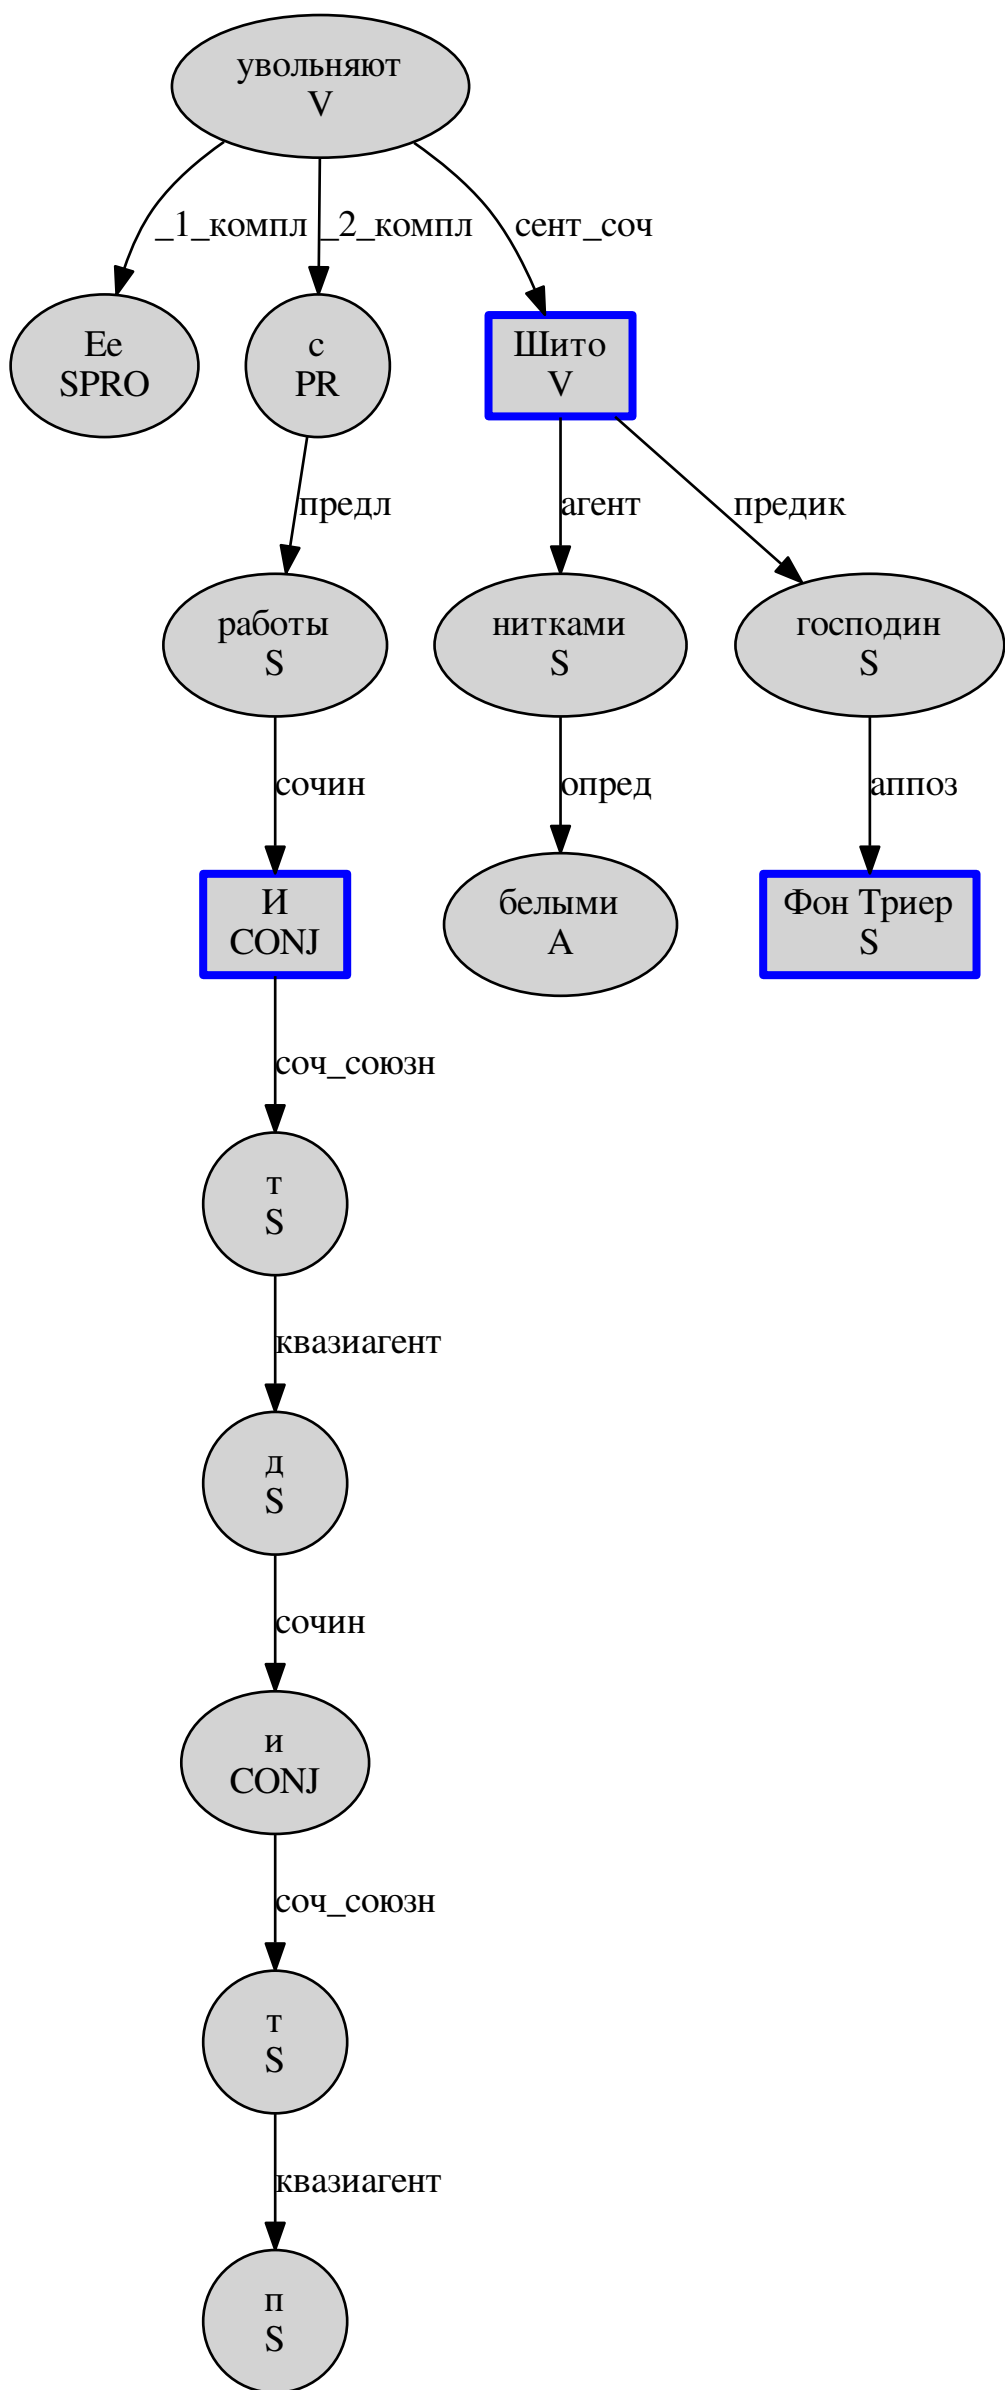 увольняют
V
_1_компл
_2_компл
сент_соч
Ее
SPRO
с
PR
Шито
V
предл
агент
предик
работы
S
нитками
S
господин
S
сочин
опред
аппоз
И
CONJ
белыми
A
Фон Триер
S
соч_союзн
т
S
квазиагент
д
S
сочин
и
CONJ
соч_союзн
т
S
квазиагент
п
S